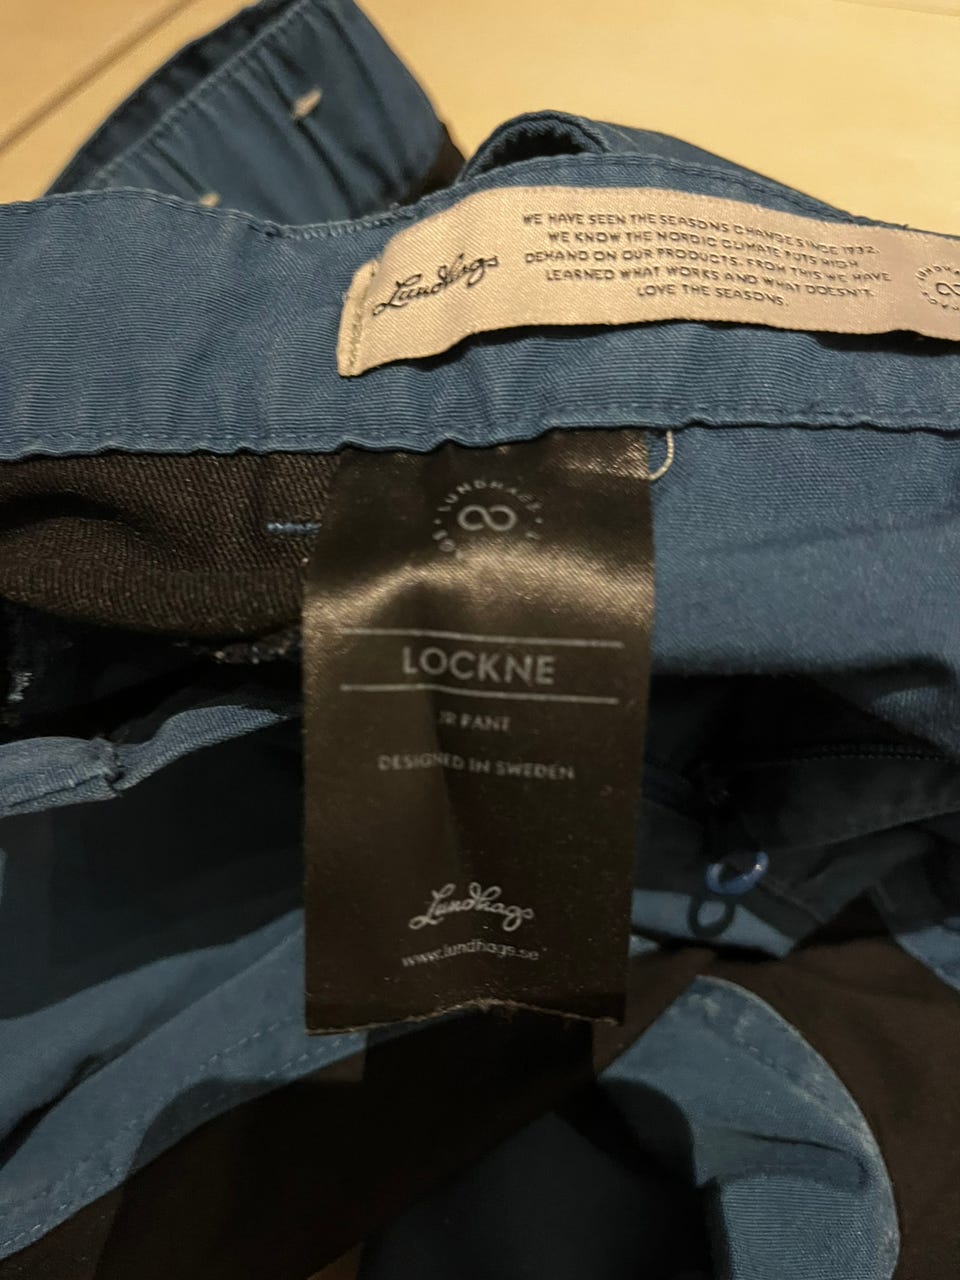 Lundhags
WE HAVE SEEN THE SEASONS CHANGE SINCE 1932.
WE KNOW THE NORDIC CLIMATE PUTS HIGH
DEMAND ON OUR PRODUCTS. FROM THIS WE HAVE
LEARNED WHAT WORKS AND WHAT DOESN'T.
LOVE THE SEASONS.
LUNDHAGS
LOCKNE
JR PANT
DESIGNED IN SWEDEN
Lundhags
www.lundhags.se